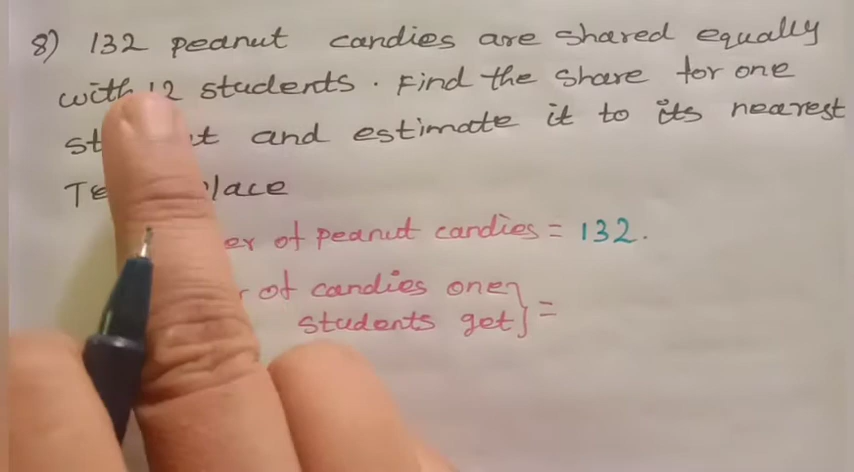 8) 132 peanut candies are shared equally
with 12 students. Find the share for one
st t and estimate it to its nearest
Te place
er of peanut candies = 132.
r of candies one
students get} =